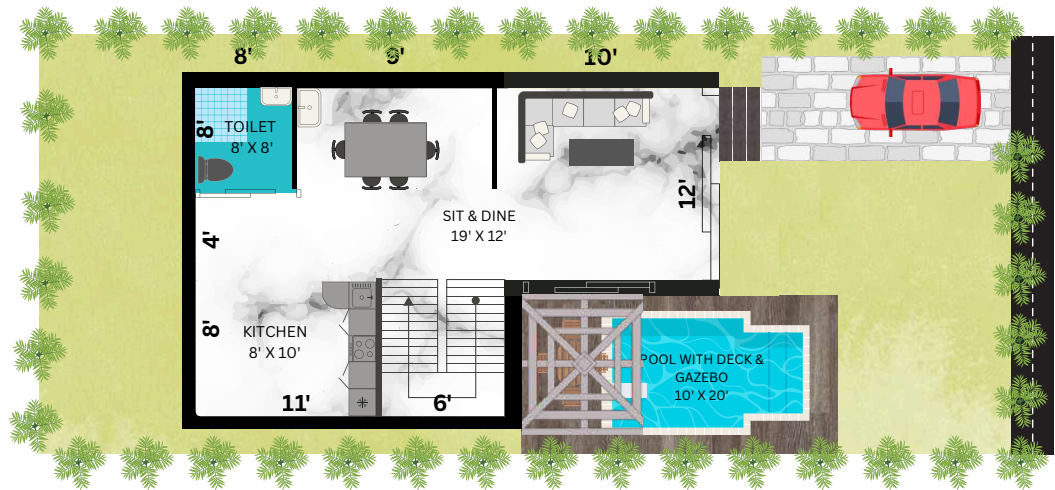 8'
9'
10'
8'
TOILET
8' X 8'
12'
SIT & DINE
19' X 12'
4'
8'
KITCHEN
8' X 10'
POOL WITH DECK &
GAZEBO
10' X 20'
11'
6'